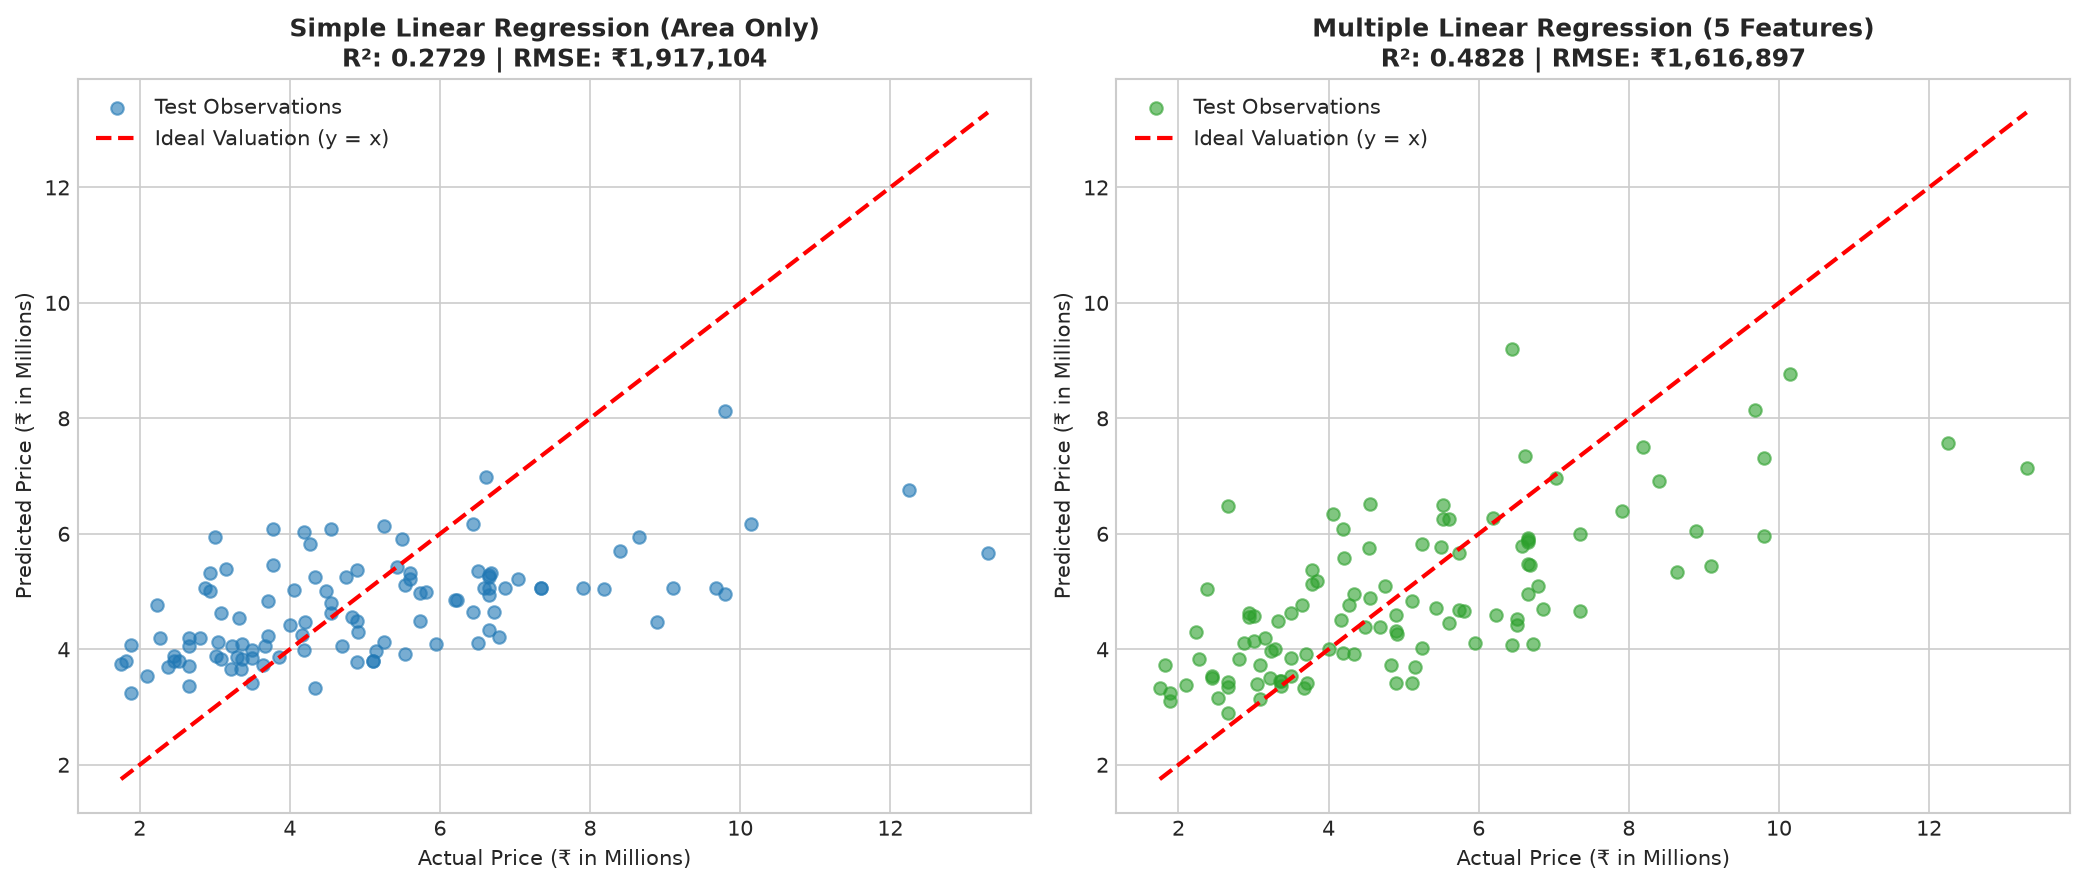 Simple Linear Regression (Area Only)
R²: 0.2729 | RMSE: ₹1,917,104
Test Observations
Ideal Valuation (y = x)
Predicted Price (₹ in Millions)
12
10
8
6
4
2
2 4 6 8 10 12
Actual Price (₹ in Millions)
Multiple Linear Regression (5 Features)
R²: 0.4828 | RMSE: ₹1,616,897
Test Observations
Ideal Valuation (y = x)
Predicted Price (₹ in Millions)
12
10
8
6
4
2
2 4 6 8 10 12
Actual Price (₹ in Millions)